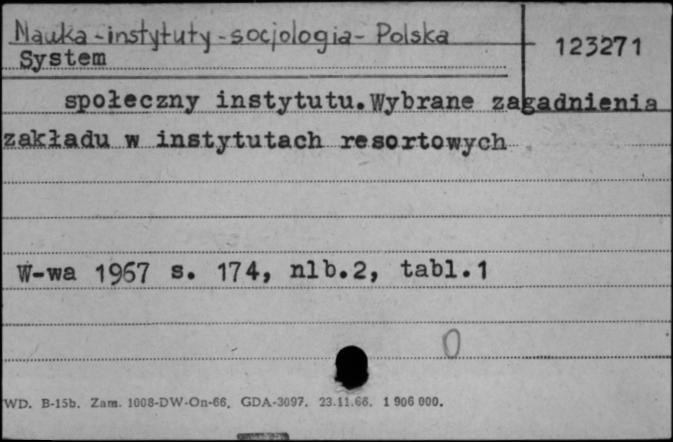 Nauka-instytuty-socjologia-Polska
123271
System
społeczny instytutu.Wybrane zagadnienia
zakładu w instytutach resortowych
W-wa 1967 s. 174, nlb.2, tabl.1
0
WD. B-15b. Zam. 1008-DW-On-66. GDA-3097. 23.11.66. 1 906 000.